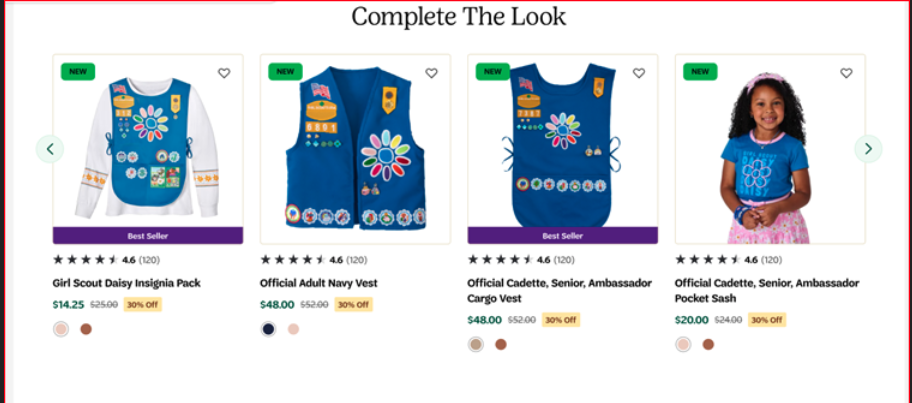 Complete The Look
NEW
Best Seller
4.6 (120)
Girl Scout Daisy Insignia Pack
$14.25 $25.00 30% Off
NEW
4.6 (120)
Official Adult Navy Vest
$48.00 $52.00 30% Off
NEW
Best Seller
4.6 (120)
Official Cadette, Senior, Ambassador
Cargo Vest
$48.00 $52.00 30% Off
NEW
4.6 (120)
Official Cadette, Senior, Ambassador
Pocket Sash
$20.00 $24.00 30% Off